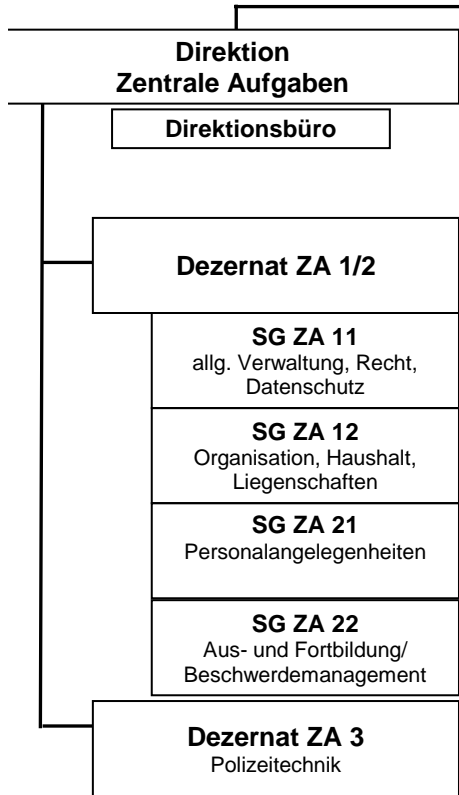 Direktion
Zentrale Aufgaben
Direktionsbüro
Dezernat ZA 1/2
SG ZA 11
allg. Verwaltung, Recht,
Datenschutz
SG ZA 12
Organisation, Haushalt,
Liegenschaften
SG ZA 21
Personalangelegenheiten
SG ZA 22
Aus- und Fortbildung/
Beschwerdemanagement
Dezernat ZA 3
Polizeitechnik